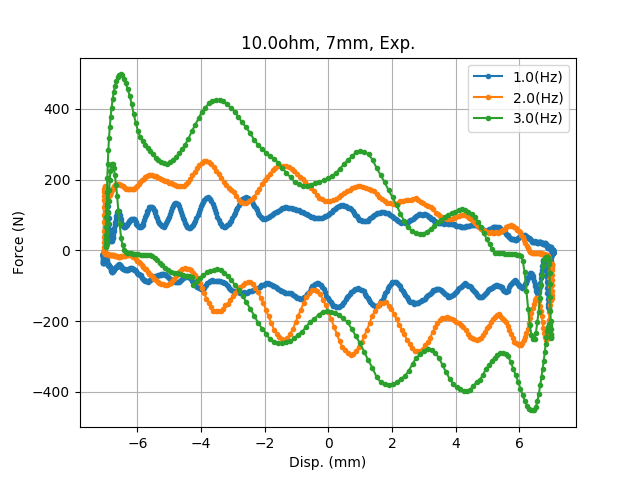 10.0ohm, 7mm, Exp.
1.0(Hz)
2.0(Hz)
3.0(Hz)
Force (N)
400
200
0
−200
−400
−6 −4 −2 0 2 4 6
Disp. (mm)